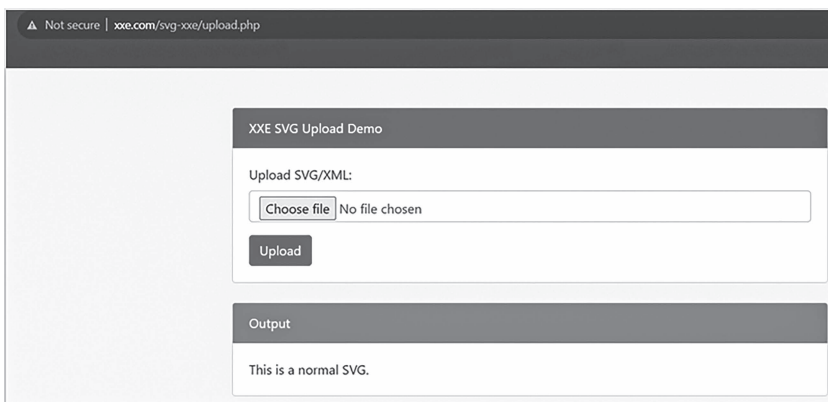 Not secure | xxe.com/svg-xxe/upload.php
XXE SVG Upload Demo
Upload SVG/XML:
Choose file No file chosen
Upload
Output
This is a normal SVG.